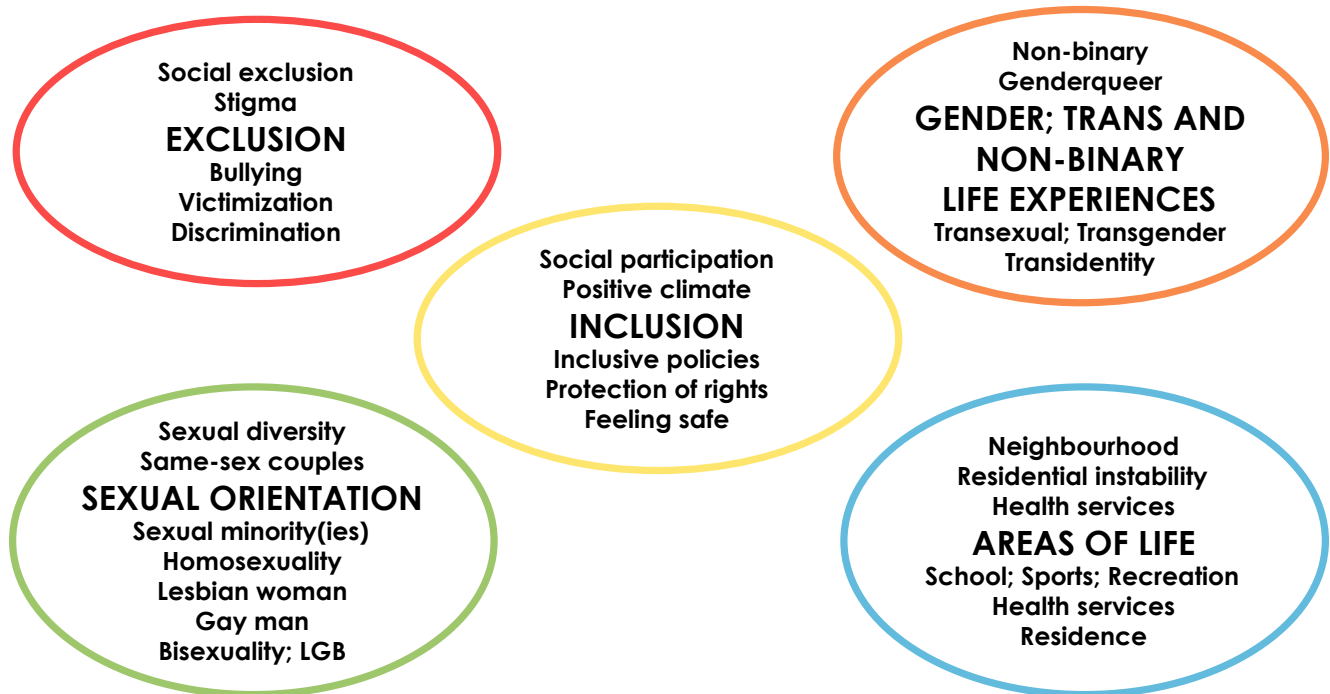 Social exclusion
Stigma
EXCLUSION
Bullying
Victimization
Discrimination
Non-binary
Genderqueer
GENDER; TRANS AND
NON-BINARY
LIFE EXPERIENCES
Transexual; Transgender
Transidentity
Social participation
Positive climate
INCLUSION
Inclusive policies
Protection of rights
Feeling safe
Sexual diversity
Same-sex couples
SEXUAL ORIENTATION
Sexual minority(ies)
Homosexuality
Lesbian woman
Gay man
Bisexuality; LGB
Neighbourhood
Residential instability
Health services
AREAS OF LIFE
School; Sports; Recreation
Health services
Residence